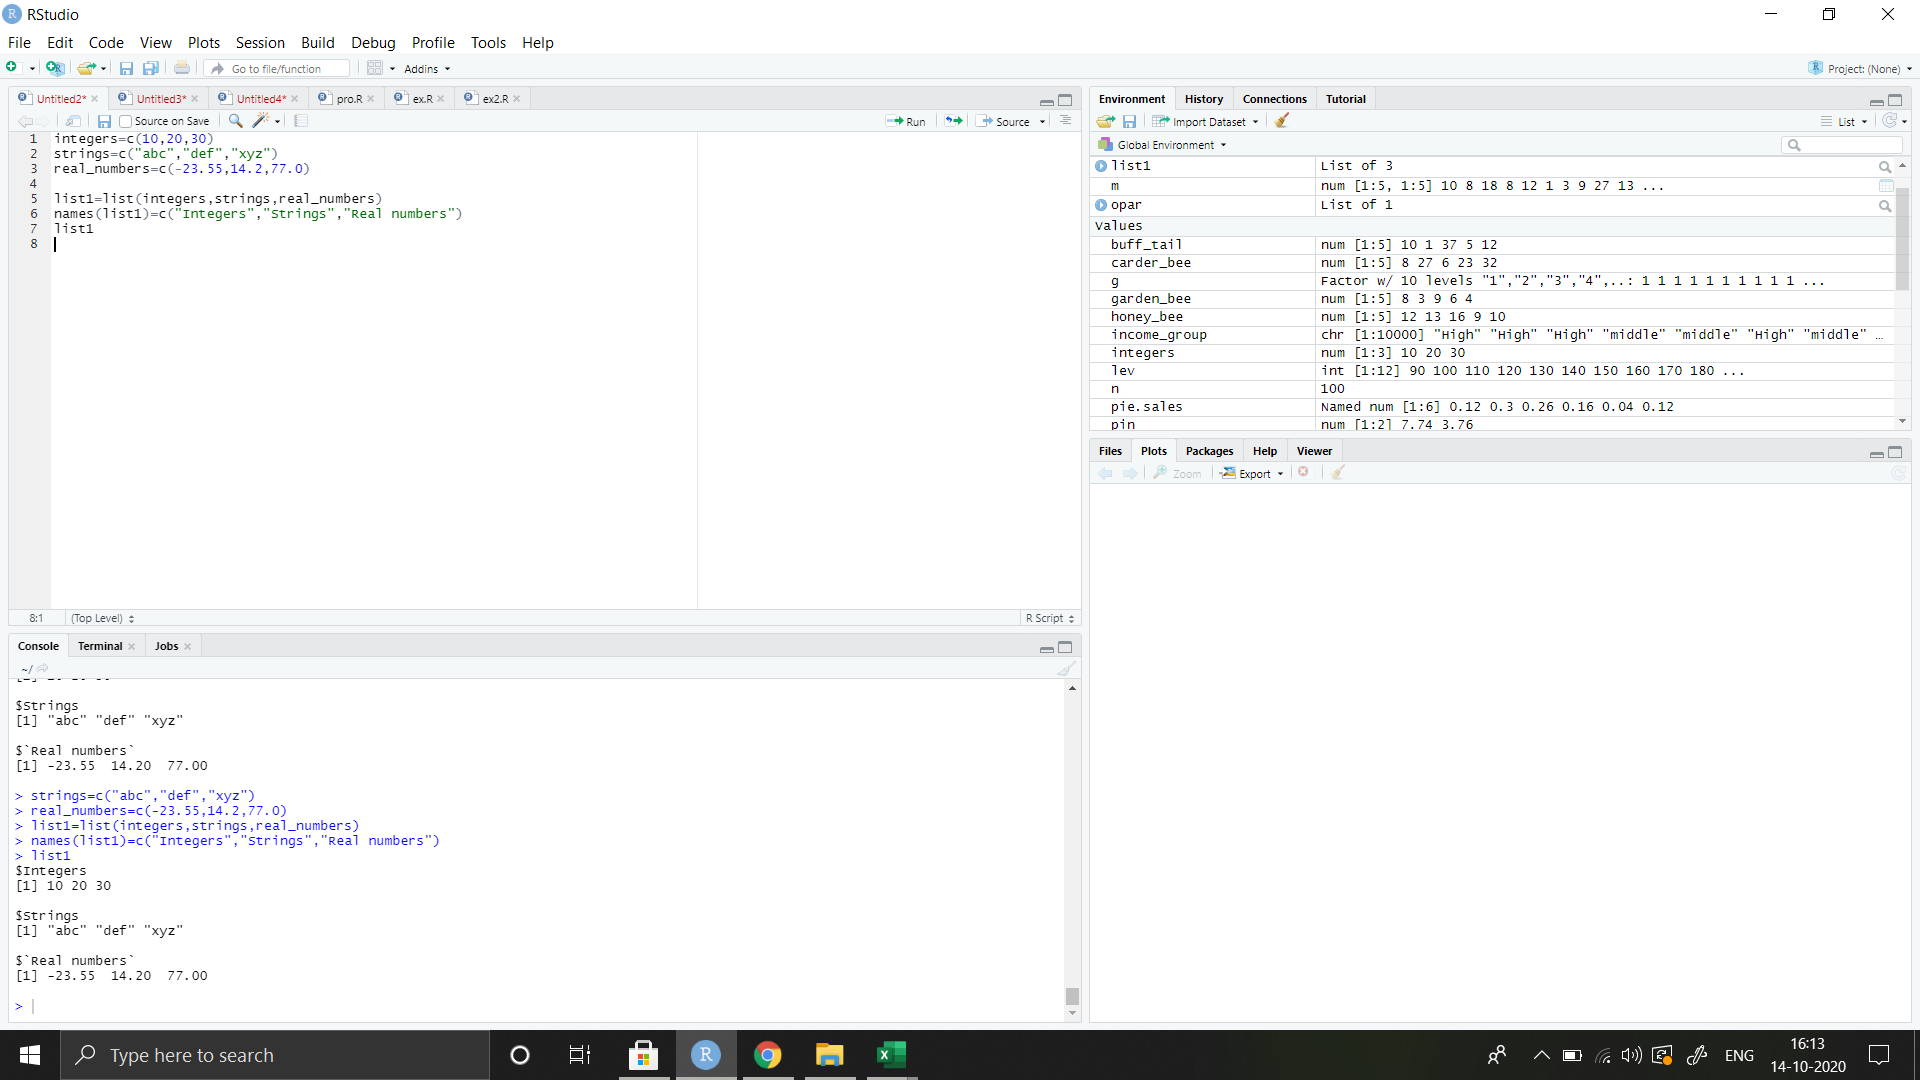 RStudio
File Edit Code View Plots Session Build Debug Profile Tools Help
Go to file/function Addins Project: (None)
Untitled2* Untitled3* Untitled4* pro.R ex.R ex2.R
Source on Save Run Source
1 integers=c(10,20,30)
2 strings=c("abc","def","xyz")
3 real_numbers=c(-23.55,14.2,77.0)
4
5 list1=list(integers,strings,real_numbers)
6 names(list1)=c("Integers","Strings","Real numbers")
7 list1
8
8:1 (Top Level) R Script
Console Terminal Jobs
~/
$Strings
[1] "abc" "def" "xyz"
$`Real numbers`
[1] -23.55  14.20  77.00
> strings=c("abc","def","xyz")
> real_numbers=c(-23.55,14.2,77.0)
> list1=list(integers,strings,real_numbers)
> names(list1)=c("Integers","Strings","Real numbers")
> list1
$Integers
[1] 10 20 30
$Strings
[1] "abc" "def" "xyz"
$`Real numbers`
[1] -23.55  14.20  77.00
>
Environment History Connections Tutorial
Import Dataset List
Global Environment
list1 List of 3
m num [1:5, 1:5] 10 8 18 8 12 1 3 9 27 13 ...
opar List of 1
Values
buff_tail num [1:5] 10 1 37 5 12
carder_bee num [1:5] 8 27 6 23 32
g Factor w/ 10 levels "1","2","3","4",..: 1 1 1 1 1 1 1 1 1 1 ...
garden_bee num [1:5] 8 3 9 6 4
honey_bee num [1:5] 12 13 16 9 10
income_group chr [1:10000] "High" "High" "High" "middle" "middle" "High" "middle" ...
integers num [1:3] 10 20 30
lev int [1:12] 90 100 110 120 130 140 150 160 170 180 ...
n 100
pie.sales Named num [1:6] 0.12 0.3 0.26 0.16 0.04 0.12
pin num [1:2] 7.74 3.76
Files Plots Packages Help Viewer
Zoom Export
Type here to search
ENG
16:13
14-10-2020